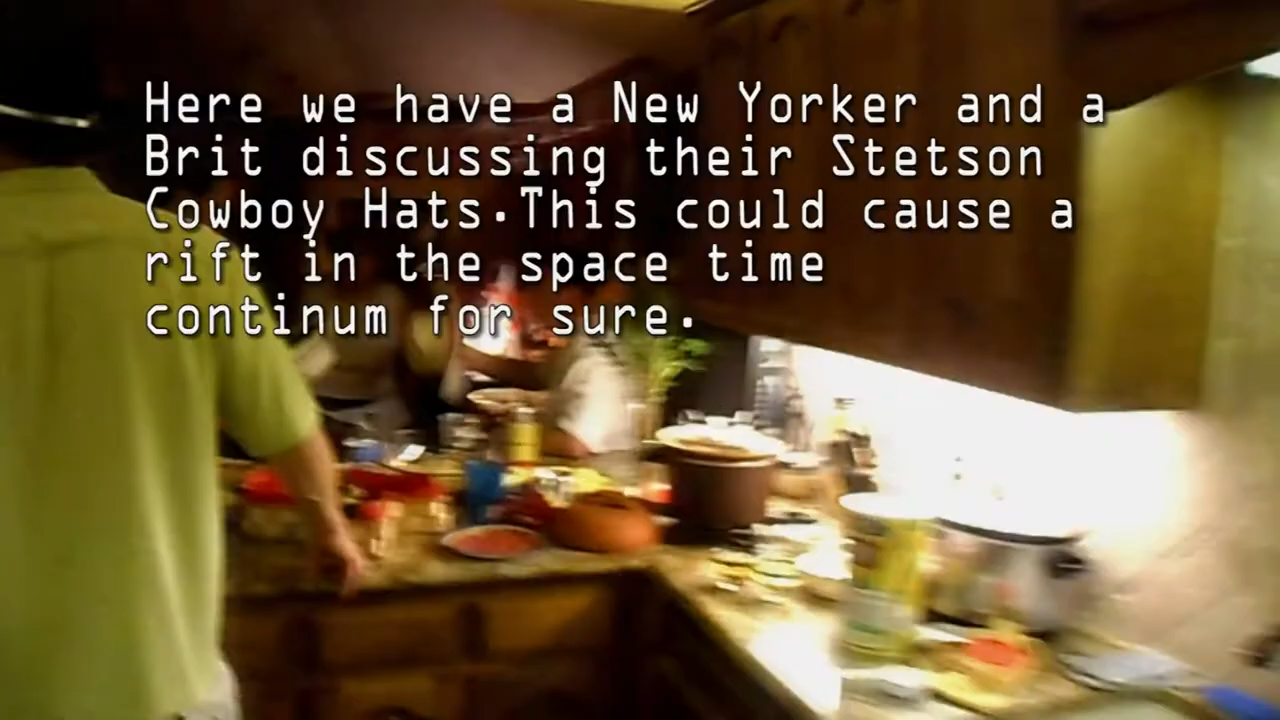 Here we have a New Yorker and a
Brit discussing their Stetson
Cowboy Hats.This could cause a
rift in the space time
continum for sure.